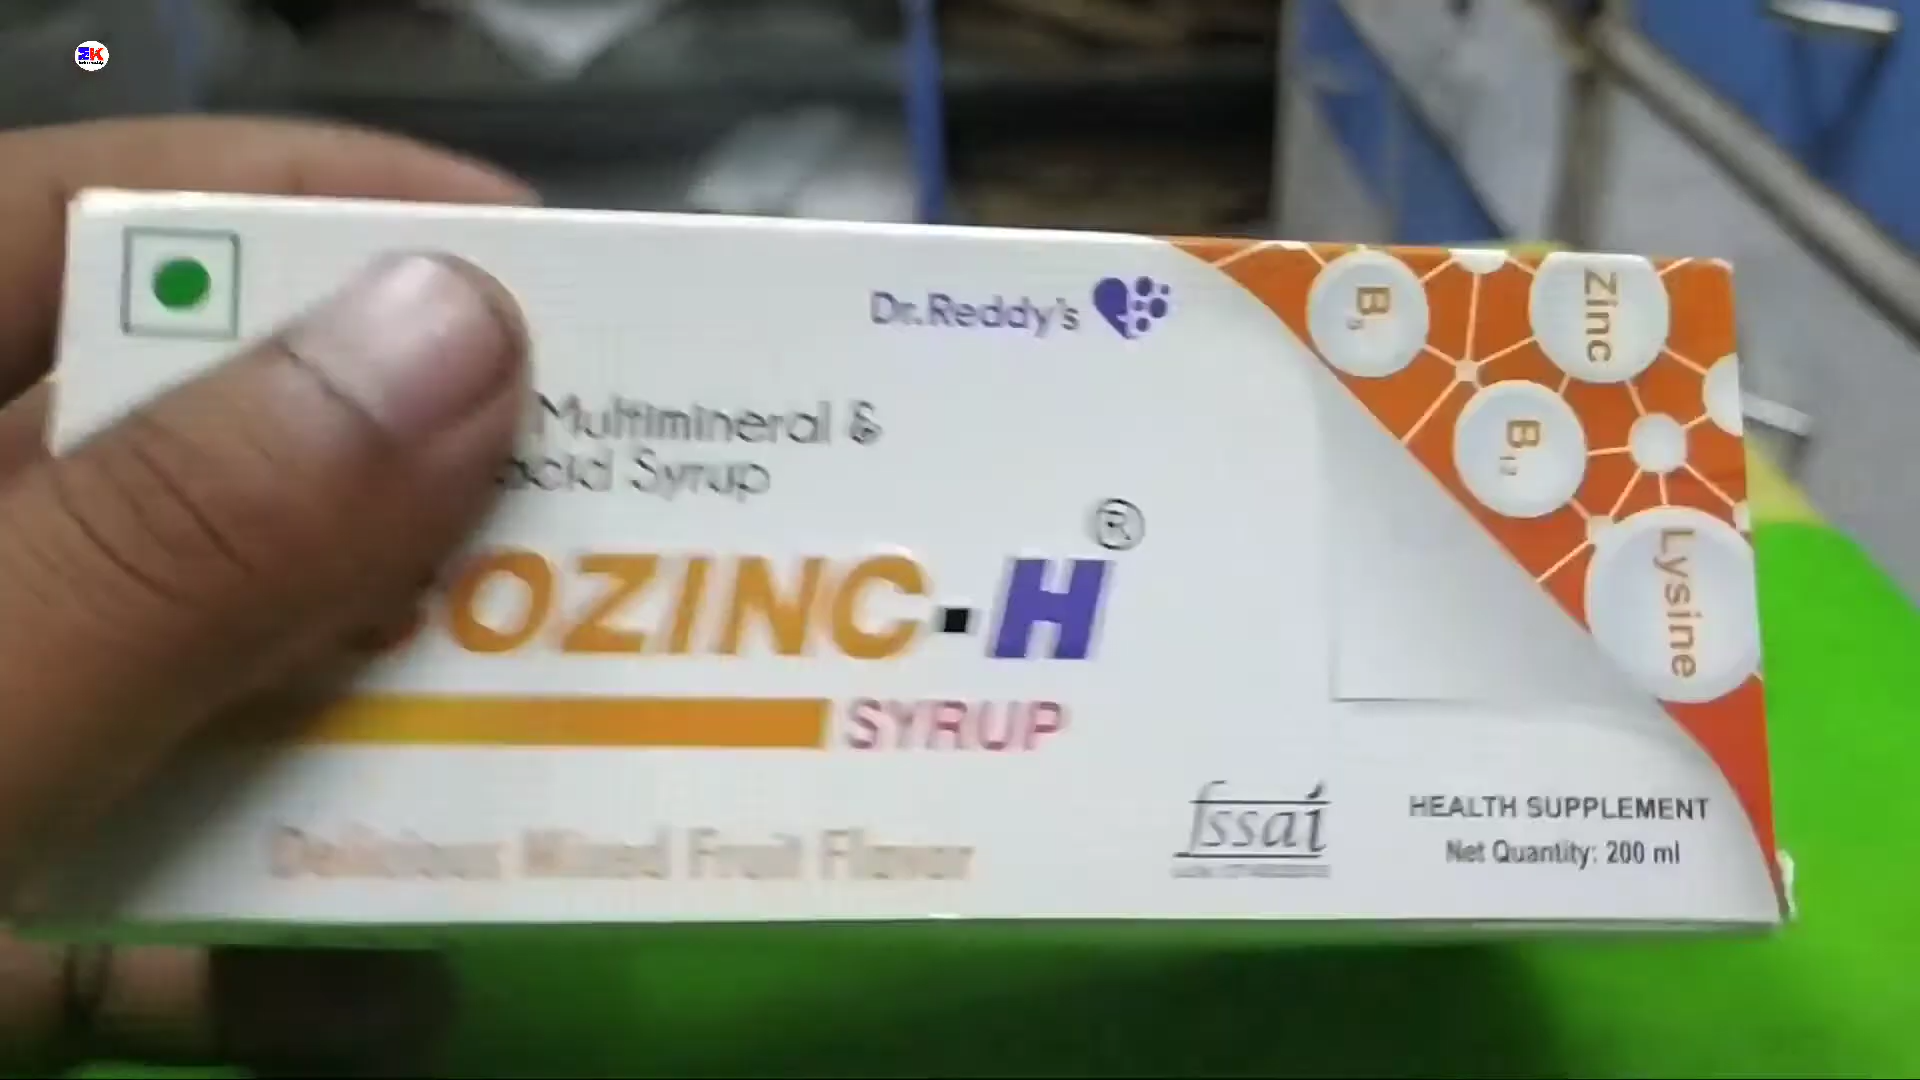 Dr.Reddy's
Multimineral &
acid Syrup
OZINC-H®
SYRUP
Delicious Mixed Fruit Flavor
fssai
HEALTH SUPPLEMENT
Net Quantity: 200 ml
B5
Zinc
B12
Lysine